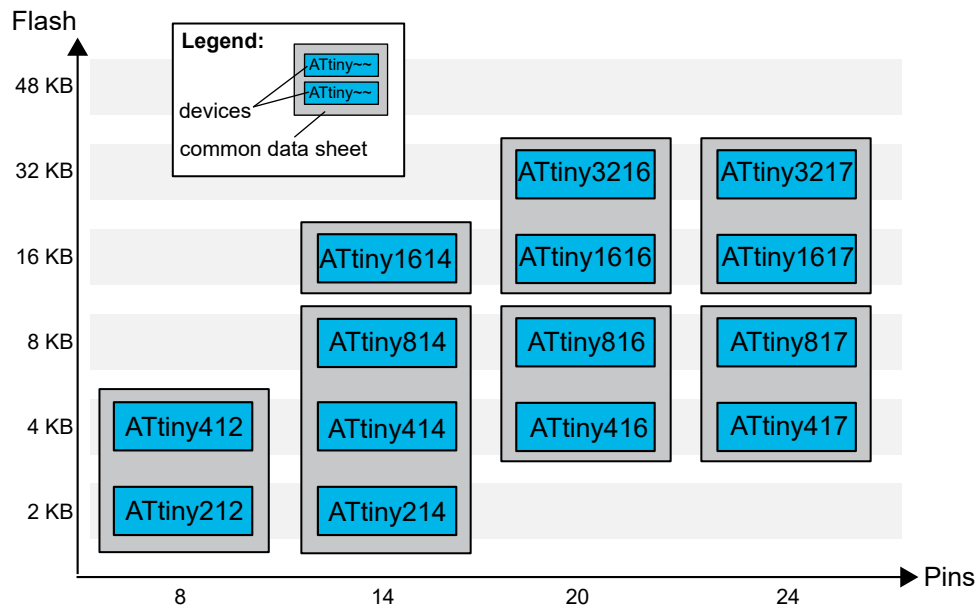 Flash
Legend:
ATtiny~~
ATtiny~~
devices
common data sheet
48 KB
32 KB
ATtiny3216
ATtiny3217
16 KB
ATtiny1614
ATtiny1616
ATtiny1617
8 KB
ATtiny814
ATtiny816
ATtiny817
4 KB
ATtiny412
ATtiny414
ATtiny416
ATtiny417
2 KB
ATtiny212
ATtiny214
Pins
8
14
20
24